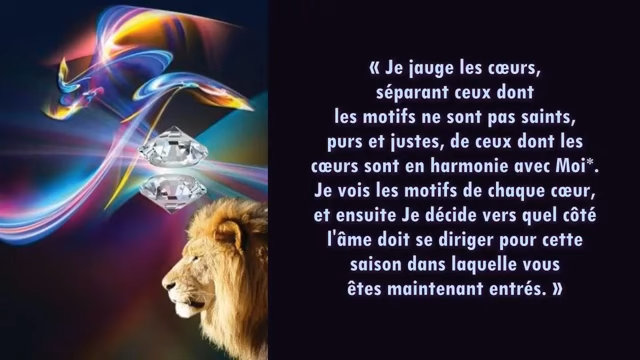 « Je jauge les cœurs,
séparant ceux dont
les motifs ne sont pas saints,
purs et justes, de ceux dont les
cœurs sont en harmonie avec Moi*.
Je vois les motifs de chaque cœur,
et ensuite Je décide vers quel côté
l'âme doit se diriger pour cette
saison dans laquelle vous
êtes maintenant entrés. »